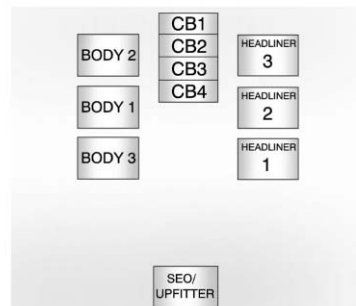 CB1
CB2
CB3
CB4
BODY 2
BODY 1
BODY 3
HEADLINER
3
HEADLINER
2
HEADLINER
1
SEO/
UPFITTER